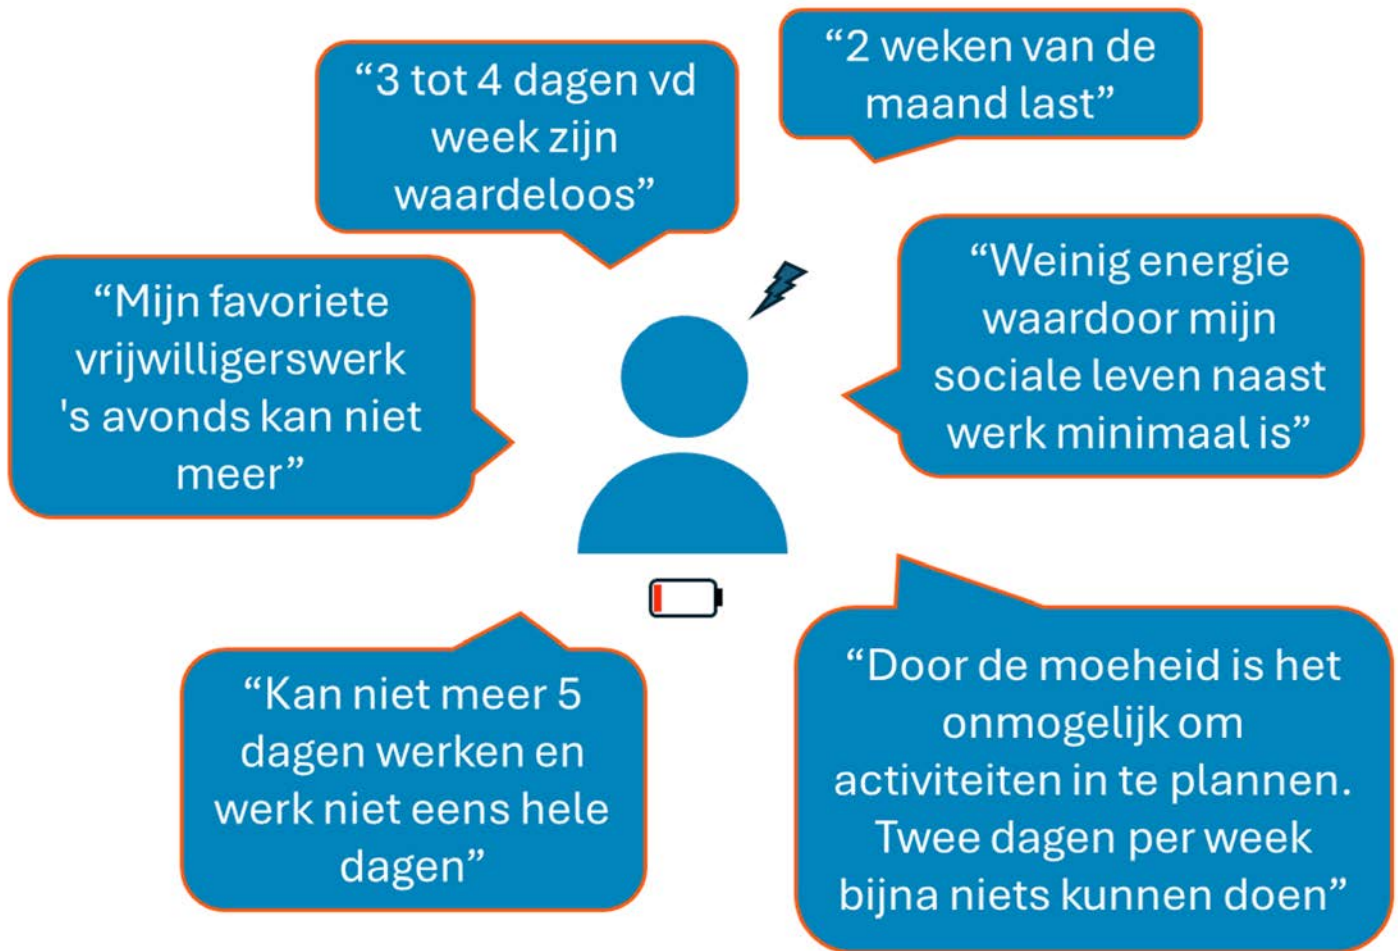 “3 tot 4 dagen vd
week zijn
waardeloos”
“2 weken van de
maand last”
“Mijn favoriete
vrijwilligerswerk
's avonds kan niet
meer”
“Weinig energie
waardoor mijn
sociale leven naast
werk minimaal is”
“Kan niet meer 5
dagen werken en
werk niet eens hele
dagen”
“Door de moeheid is het
onmogelijk om
activiteiten in te plannen.
Twee dagen per week
bijna niets kunnen doen”